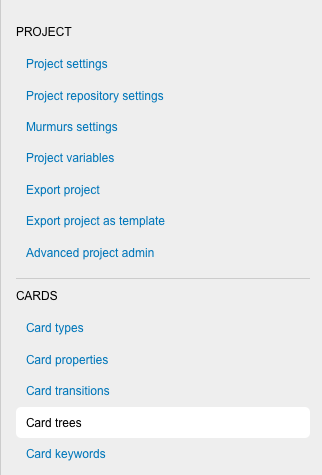 PROJECT
Project settings
Project repository settings
Murmurs settings
Project variables
Export project
Export project as template
Advanced project admin
CARDS
Card types
Card properties
Card transitions
Card trees
Card keywords